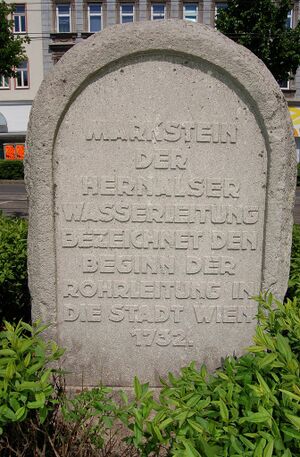 MARKSTEIN
DER
HERNALSER
WASSERLEITUNG
BEZEICHNET DEN
BEGINN DER
ROHRLEITUNG IN
DIE STADT WIEN
1732.